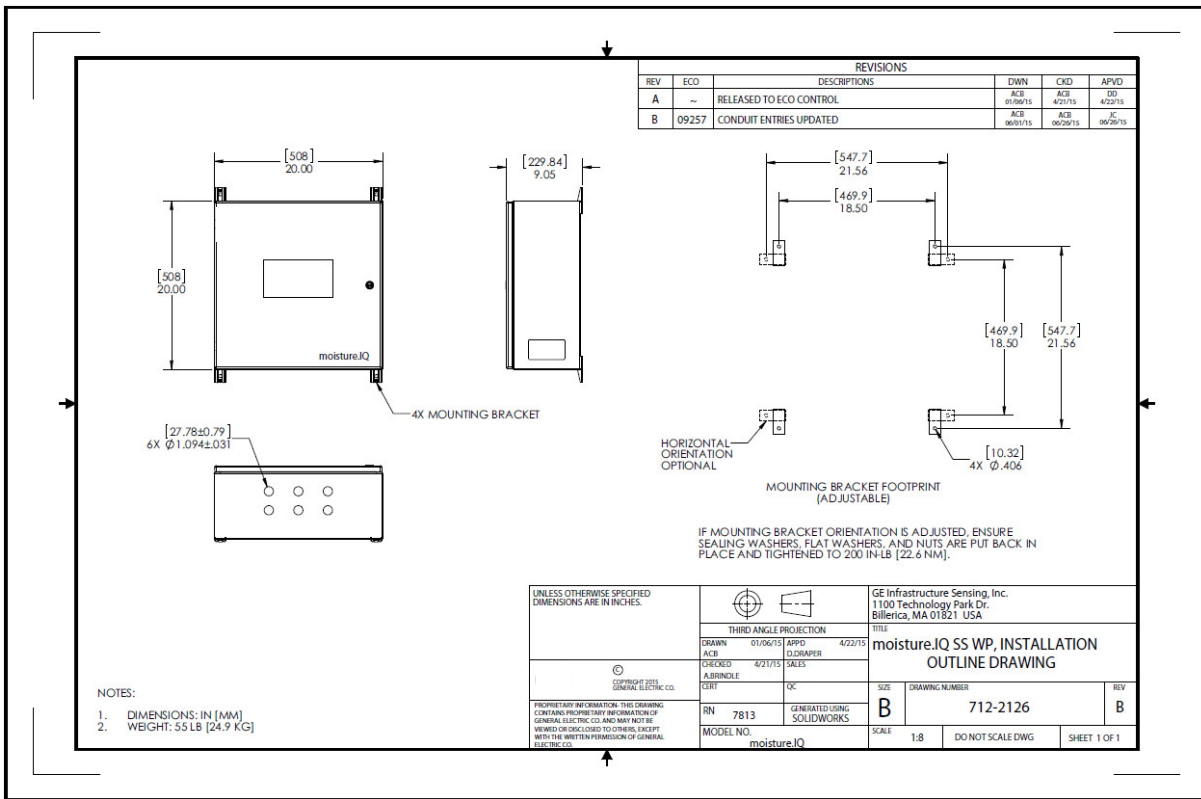 REVISIONS
REV ECO DESCRIPTIONS DWN CKD APVD
A ~ RELEASED TO ECO CONTROL ACB 01/06/15 ACB 4/21/15 DD 4/22/15
B 09257 CONDUIT ENTRIES UPDATED ACB 06/01/15 ACB 06/26/15 JC 06/26/15
[508]
20.00
[229.84]
9.05
[547.7]
21.56
[469.9]
18.50
[508]
20.00
moisture.IQ
[469.9]
18.50
[547.7]
21.56
4X MOUNTING BRACKET
[27.78±0.79]
6X Ø1.094±.031
HORIZONTAL
ORIENTATION
OPTIONAL
[10.32]
4X Ø.406
MOUNTING BRACKET FOOTPRINT
(ADJUSTABLE)
IF MOUNTING BRACKET ORIENTATION IS ADJUSTED, ENSURE
SEALING WASHERS, FLAT WASHERS, AND NUTS ARE PUT BACK IN
PLACE AND TIGHTENED TO 200 IN-LB [22.6 NM].
NOTES:
1. DIMENSIONS: IN [MM]
2. WEIGHT: 55 LB [24.9 KG]
UNLESS OTHERWISE SPECIFIED
DIMENSIONS ARE IN INCHES.
©
COPYRIGHT 2015
GENERAL ELECTRIC CO.
PROPRIETARY INFORMATION- THIS DRAWING
CONTAINS PROPRIETARY INFORMATION OF
GENERAL ELECTRIC CO. AND MAY NOT BE
VIEWED OR DISCLOSED TO OTHERS, EXCEPT
WITH THE WRITTEN PERMISSION OF GENERAL
ELECTRIC CO.
THIRD ANGLE PROJECTION
DRAWN 01/06/15 APPD 4/22/15
ACB D.DRAPER
CHECKED 4/21/15 SALES
A.BRINDLE
CERT QC
RN 7813 GENERATED USING
SOLIDWORKS
MODEL NO.
moisture.IQ
GE Infrastructure Sensing, Inc.
1100 Technology Park Dr.
Billerica, MA 01821 USA
TITLE
moisture.IQ SS WP, INSTALLATION
OUTLINE DRAWING
SIZE DRAWING NUMBER REV
B 712-2126 B
SCALE 1:8 DO NOT SCALE DWG SHEET 1 OF 1